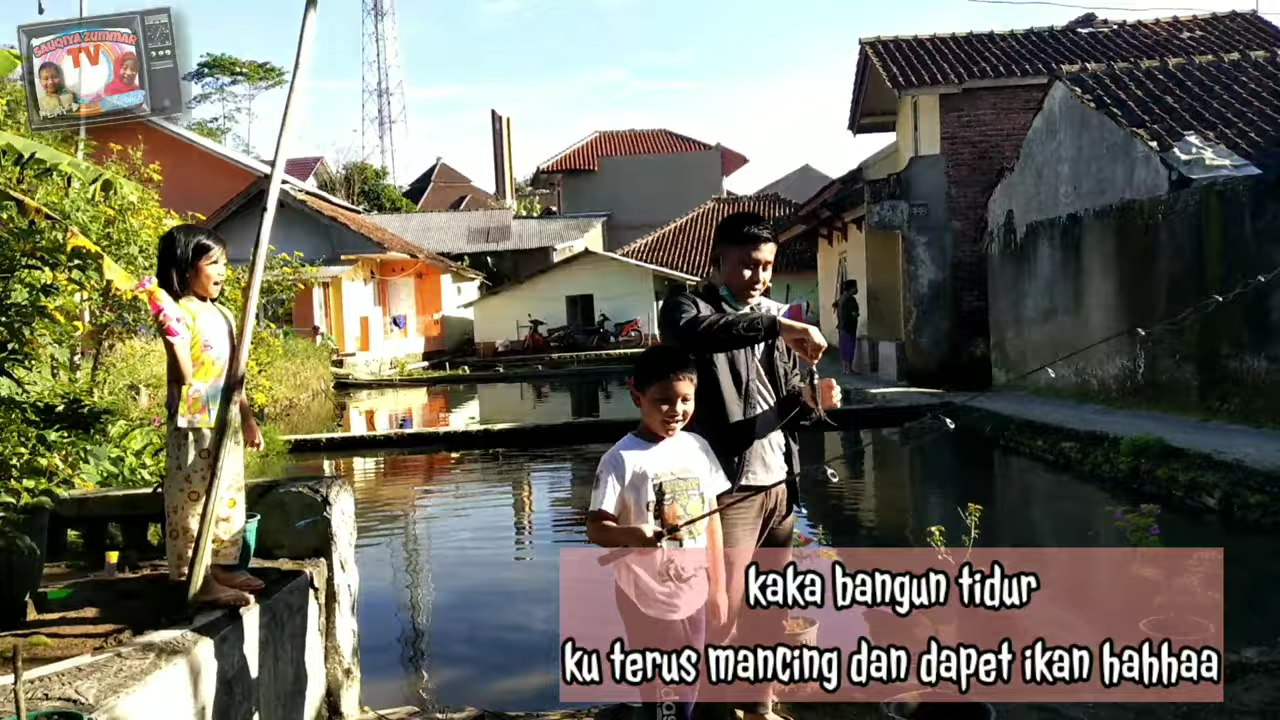 SAUQIYA ZUMMAR
TV
kaka bangun tidur
ku terus mancing dan dapet ikan hahhaa